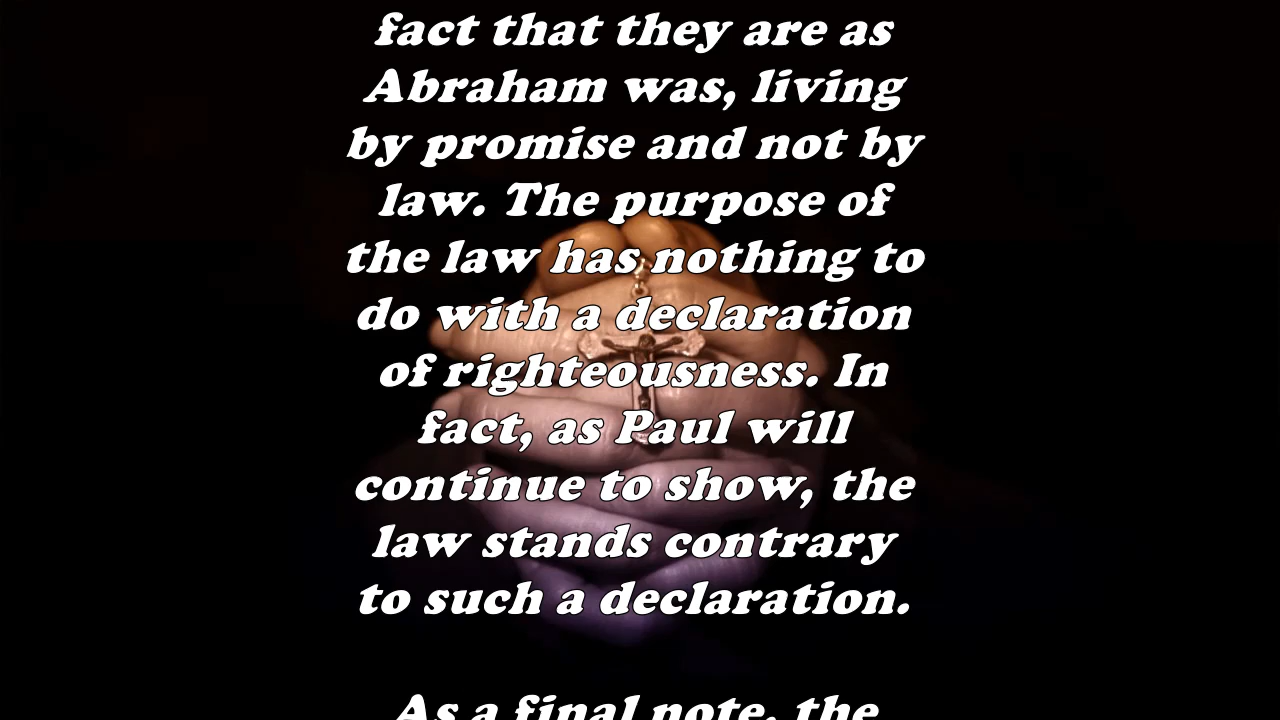 fact that they are as
Abraham was, living
by promise and not by
law. The purpose of
the law has nothing to
do with a declaration
of righteousness. In
fact, as Paul will
continue to show, the
law stands contrary
to such a declaration.
As a final note, the